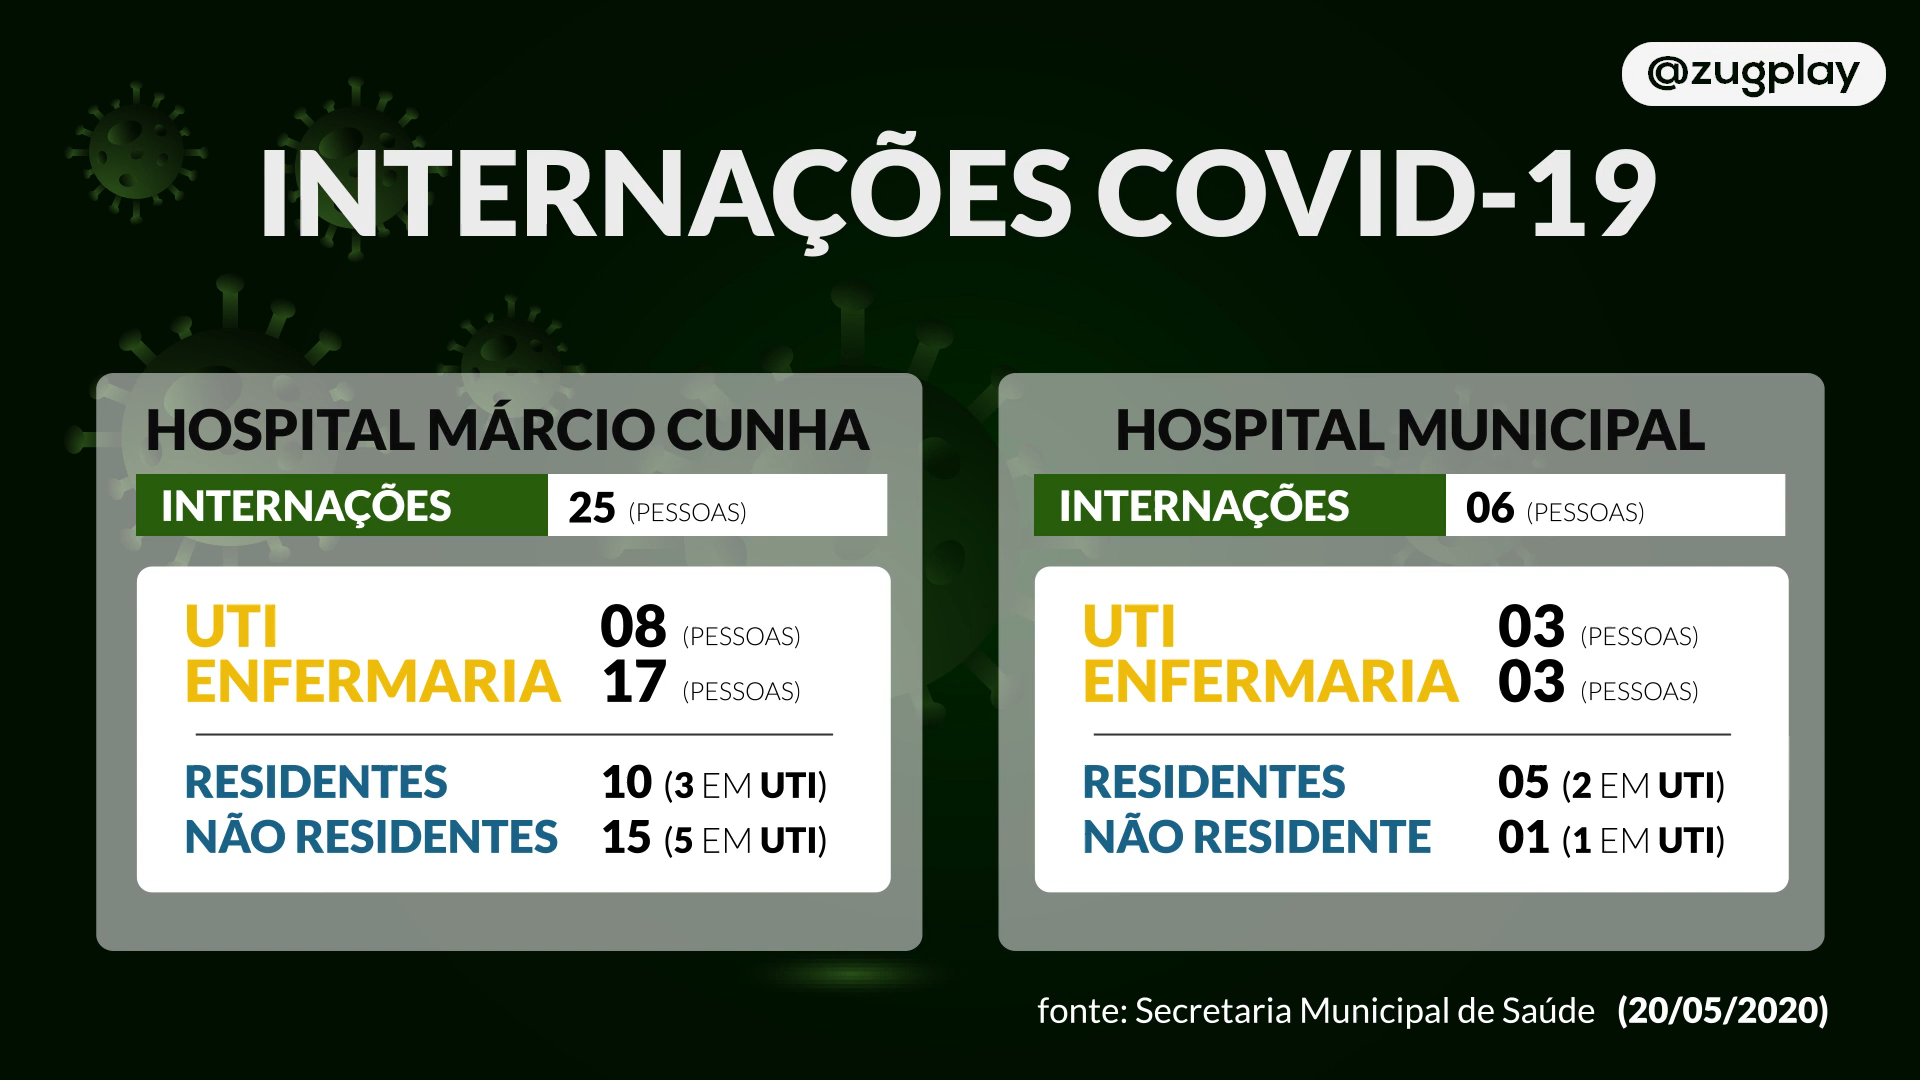 @zugplay
INTERNAÇÕES COVID-19
HOSPITAL MÁRCIO CUNHA
INTERNAÇÕES 25 (PESSOAS)
UTI 08 (PESSOAS)
ENFERMARIA 17 (PESSOAS)
RESIDENTES 10 (3 EM UTI)
NÃO RESIDENTES 15 (5 EM UTI)
HOSPITAL MUNICIPAL
INTERNAÇÕES 06 (PESSOAS)
UTI 03 (PESSOAS)
ENFERMARIA 03 (PESSOAS)
RESIDENTES 05 (2 EM UTI)
NÃO RESIDENTE 01 (1 EM UTI)
fonte: Secretaria Municipal de Saúde (20/05/2020)